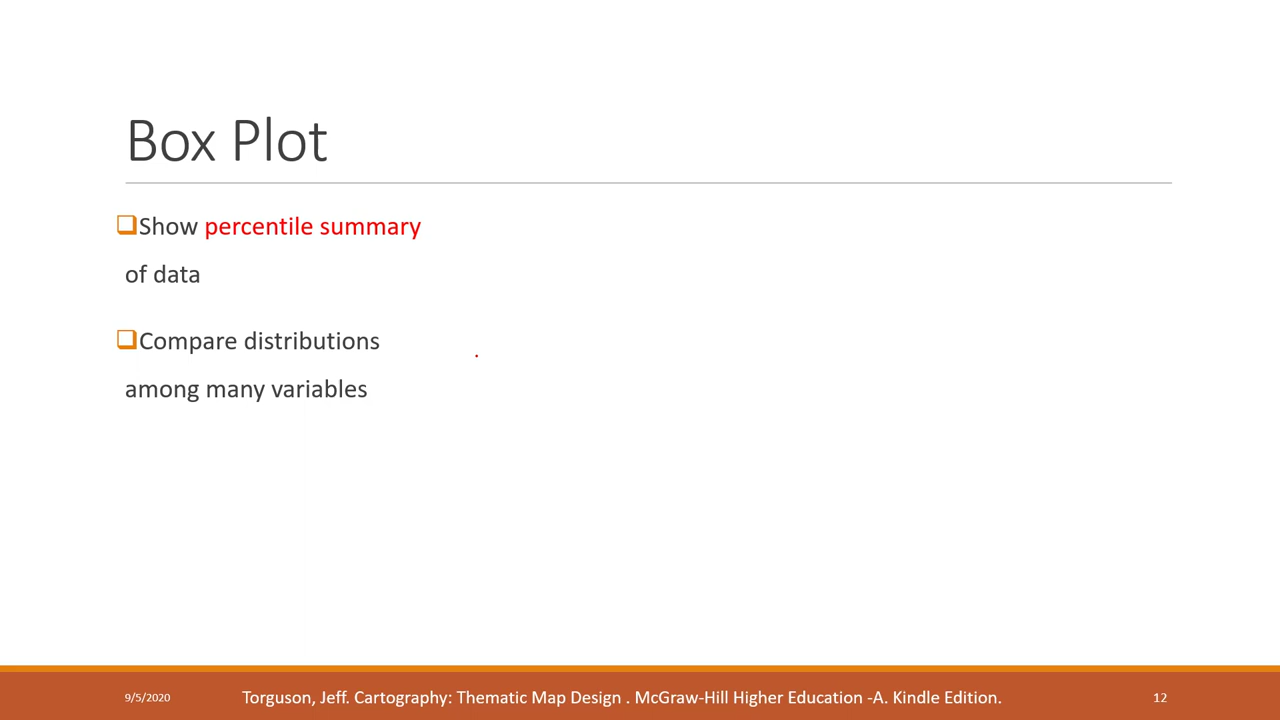 Box Plot
❑Show percentile summary
of data
❑Compare distributions
among many variables
9/5/2020
Torguson, Jeff. Cartography: Thematic Map Design . McGraw-Hill Higher Education -A. Kindle Edition.
12